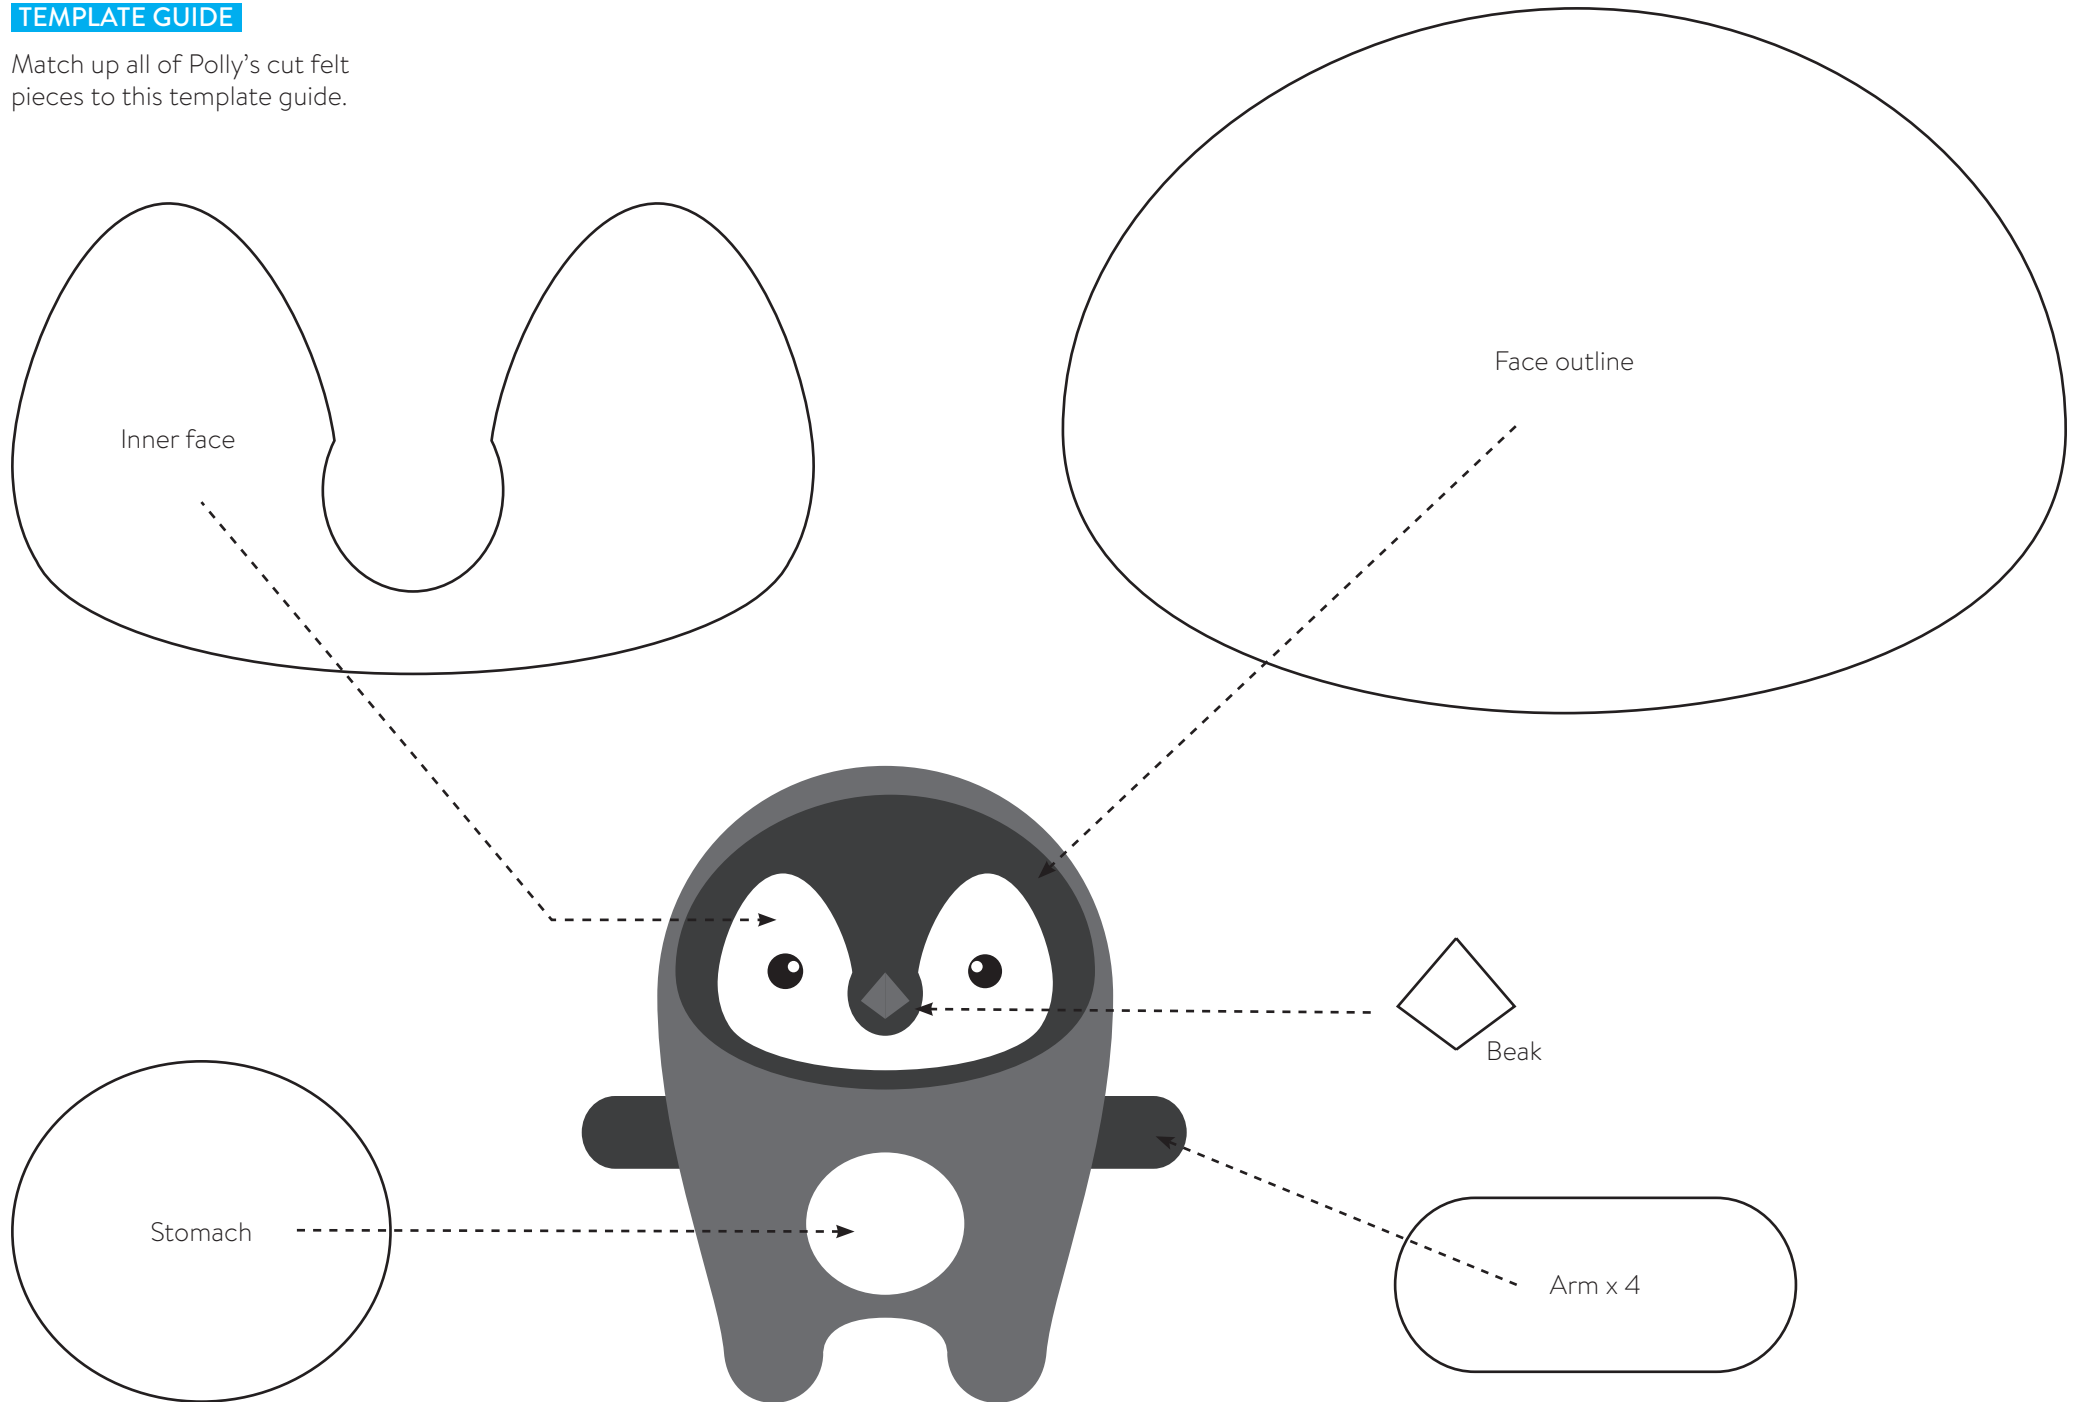 TEMPLATE GUIDE
Match up all of Polly’s cut felt
pieces to this template guide.
Face outline
Inner face
Beak
Stomach
Arm x 4